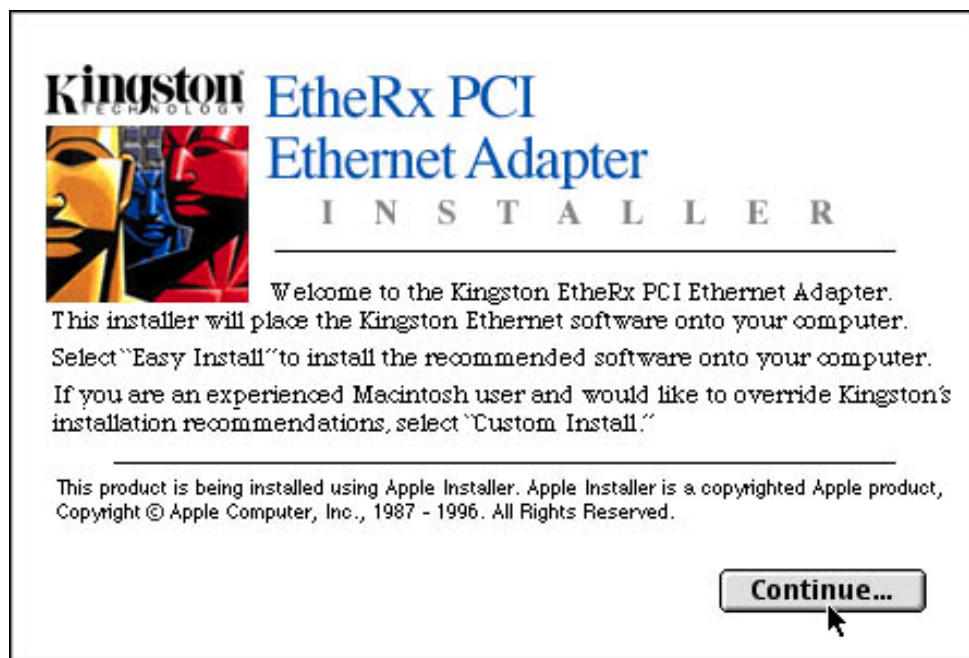 Kingston
TECHNOLOGY
EtheRx PCI
Ethernet Adapter
INSTALLER
Welcome to the Kingston EtheRx PCI Ethernet Adapter.
This installer will place the Kingston Ethernet software onto your computer.
Select “Easy Install” to install the recommended software onto your computer.
If you are an experienced Macintosh user and would like to override Kingston's
installation recommendations, select “Custom Install.”
This product is being installed using Apple Installer. Apple Installer is a copyrighted Apple product,
Copyright © Apple Computer, Inc., 1987 - 1996. All Rights Reserved.
Continue...